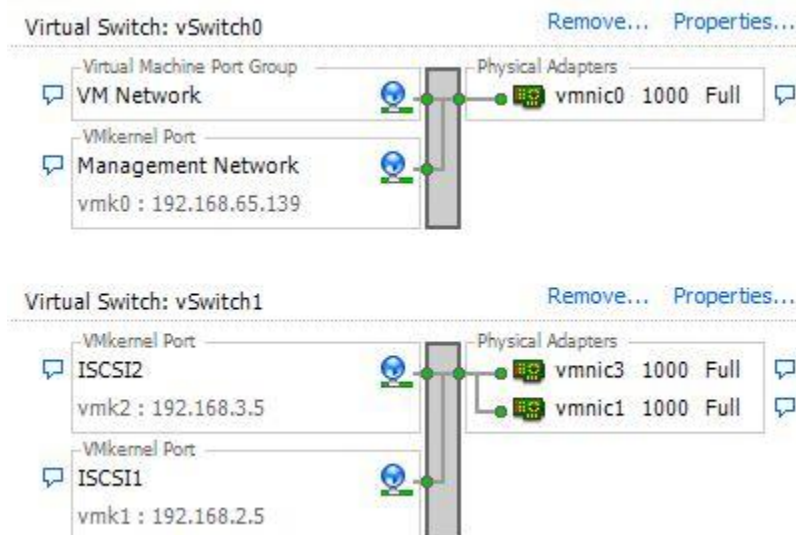 Virtual Switch: vSwitch0 Remove... Properties...
Virtual Machine Port Group Physical Adapters
VM Network vmnic0 1000 Full
VMkernel Port
Management Network
vmk0 : 192.168.65.139
Virtual Switch: vSwitch1 Remove... Properties...
VMkernel Port Physical Adapters
ISCSI2 vmnic3 1000 Full
vmk2 : 192.168.3.5 vmnic1 1000 Full
VMkernel Port
ISCSI1
vmk1 : 192.168.2.5